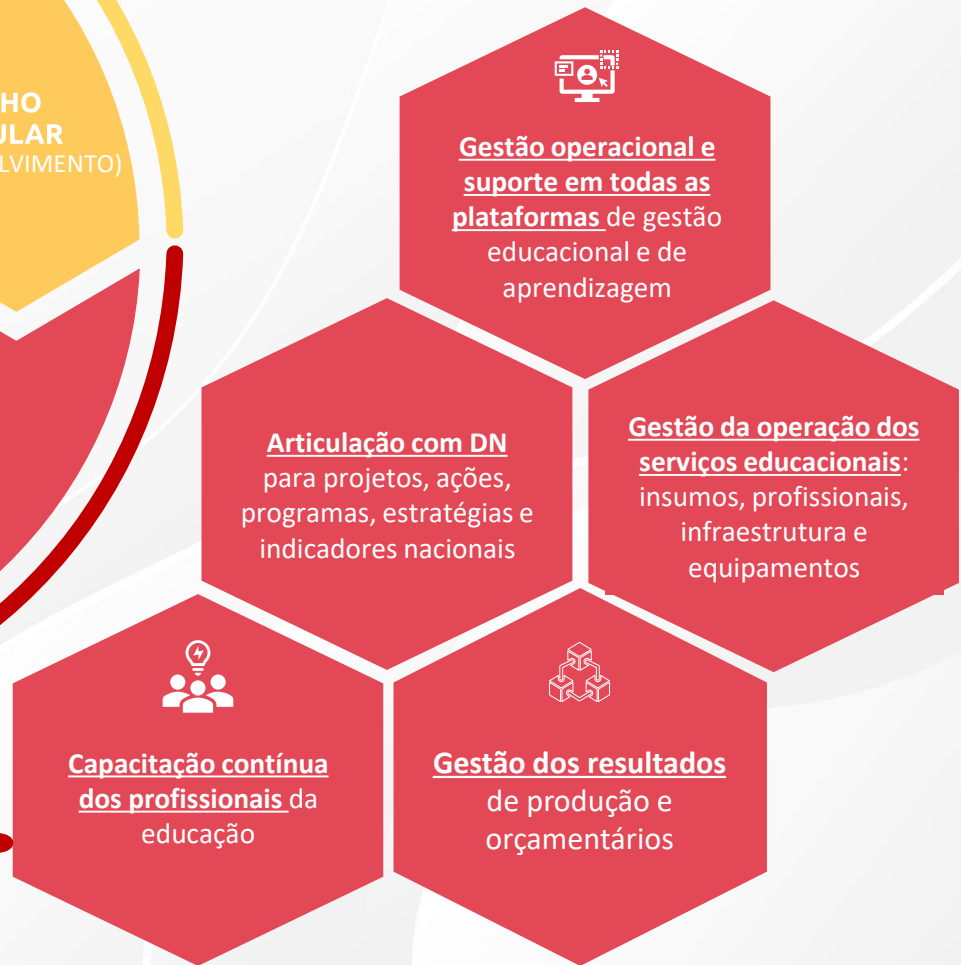 HO
ULAR
LVIMENTO)
Gestão operacional e
suporte em todas as
plataformas de gestão
educacional e de
aprendizagem
Articulação com DN
para projetos, ações,
programas, estratégias e
indicadores nacionais
Gestão da operação dos
serviços educacionais:
insumos, profissionais,
infraestrutura e
equipamentos
Capacitação contínua
dos profissionais da
educação
Gestão dos resultados
de produção e
orçamentários